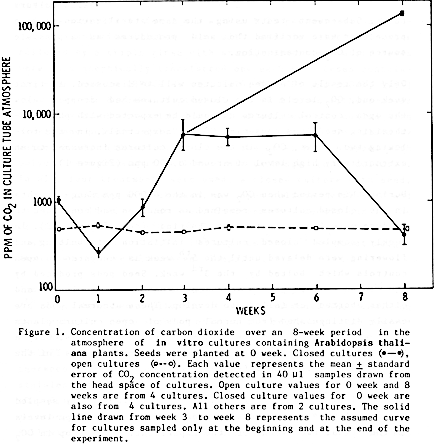 100,000
10,000
1000
100
PPM OF CO2 IN CULTURE TUBE ATMOSPHERE
0 1 2 3 4 6 8
WEEKS
Figure 1. Concentration of carbon dioxide over an 8-week period in the
atmosphere of in vitro cultures containing Arabidopsis thali-
ana plants. Seeds were planted at 0 week. Closed cultures (●—●),
open cultures (o--o). Each value represents the mean ± standard
error of CO2 concentration detected in 40 ul samples drawn from
the head space of cultures. Open culture values for 0 week and 8
weeks are from 4 cultures. Closed culture values for 0 week are
also from 4 cultures. All others are from 2 cultures. The solid
line drawn from week 3 to week 8 represents the assumed curve
for cultures sampled only at the beginning and at the end of the
experiment.